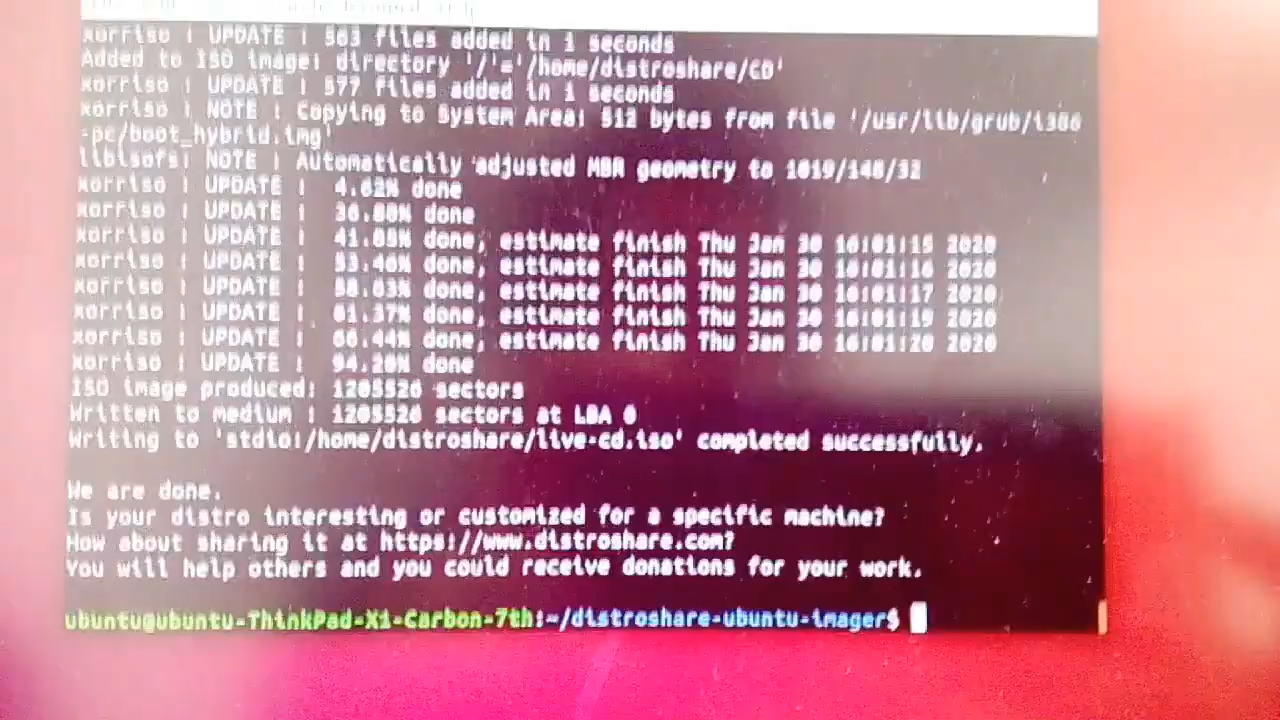 xorriso : UPDATE : 563 files added in 1 seconds
Added to ISO image: directory '/'='/home/distroshare/CD'
xorriso : UPDATE : 577 files added in 1 seconds
xorriso : NOTE : Copying to System Area: 512 bytes from file '/usr/lib/grub/i386
-pc/boot_hybrid.img'
libisofs: NOTE : Automatically adjusted MBR geometry to 1019/148/32
xorriso : UPDATE : 4.62% done
xorriso : UPDATE : 36.80% done
xorriso : UPDATE : done, estimate finish Thu Jan 30 16:01:15 2020
xorriso : UPDATE : 53.46% done, estimate finish Thu Jan 30 16:01:16 2020
xorriso : UPDATE : 58.03% done, estimate finish Thu Jan 30 16:01:17 2020
xorriso : UPDATE : 61.37% done, estimate finish Thu Jan 30 16:01:19 2020
xorriso : UPDATE : 66.44% done, estimate finish Thu Jan 30 16:01:20 2020
xorriso : UPDATE : 94.20% done
ISO image produced: sectors
Written to medium : sectors at LBA 0
Writing to 'stdio:/home/distroshare/live-cd.iso' completed successfully.
We are done.
Is your distro interesting or customized for a specific machine?
How about sharing it at https://www.distroshare.com?
You will help others and you could receive donations for your work.
ubuntu@ubuntu-ThinkPad-X1-Carbon-7th:~/distroshare-ubuntu-imager$